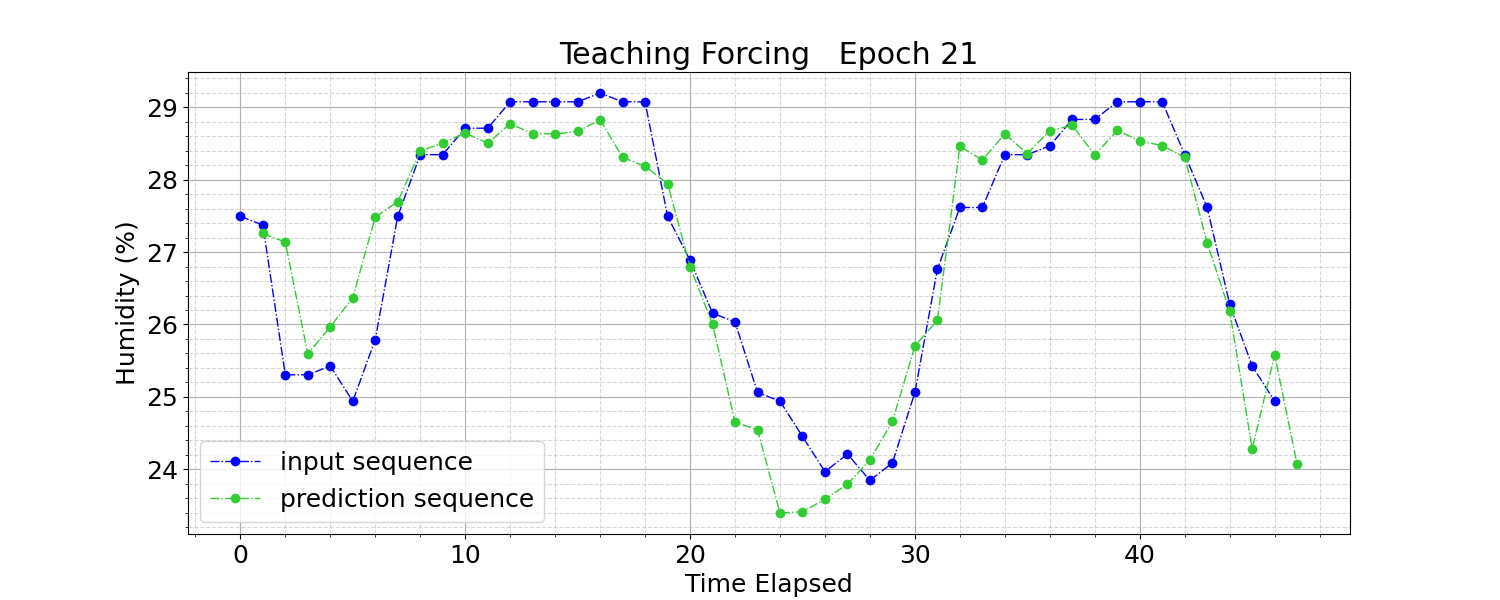 Teaching Forcing   Epoch 21
29
28
27
26
25
24
Humidity (%)
input sequence
prediction sequence
0 10 20 30 40
Time Elapsed